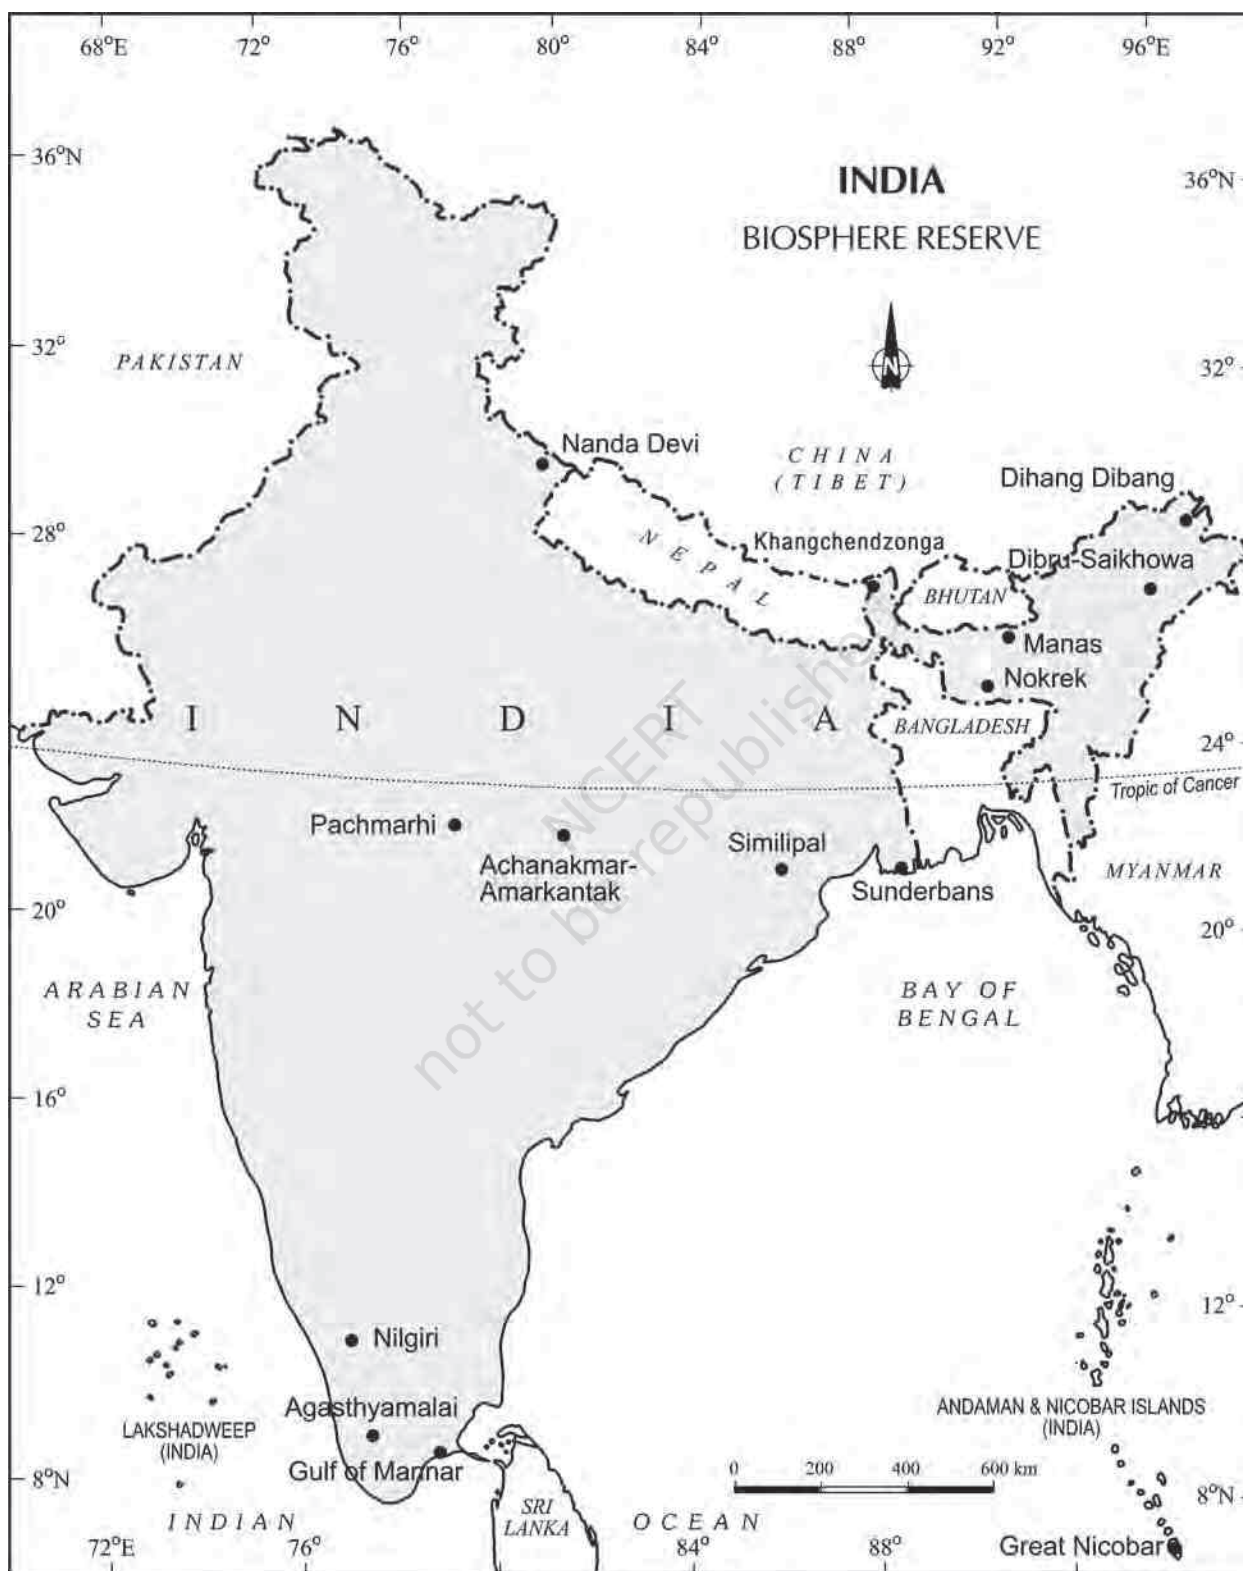 68°E 72° 76° 80° 84° 88° 92° 96°E
36°N
INDIA
36°N
BIOSPHERE RESERVE
32°
PAKISTAN
N
32°
Nanda Devi
CHINA
(TIBET)
Dihang Dibang
28°
NEPAL
Khangchendzonga
Dibru-Saikhowa
BHUTAN
Manas
Nokrek
I N D I A
BANGLADESH
24°
Tropic of Cancer
Pachmarhi
Achanakmar-
Amarkantak
Similipal
Sunderbans
MYANMAR
20°
20°
© NCERT
not to be republished
ARABIAN
SEA
BAY OF
BENGAL
16°
12°
12°
Nilgiri
Agasthyamalai
LAKSHADWEEP
(INDIA)
Gulf of Mannar
ANDAMAN & NICOBAR ISLANDS
(INDIA)
8°N
0 200 400 600 km
8°N
SRI
LANKA
INDIAN OCEAN
Great Nicobar
72°E 76° 84° 88°